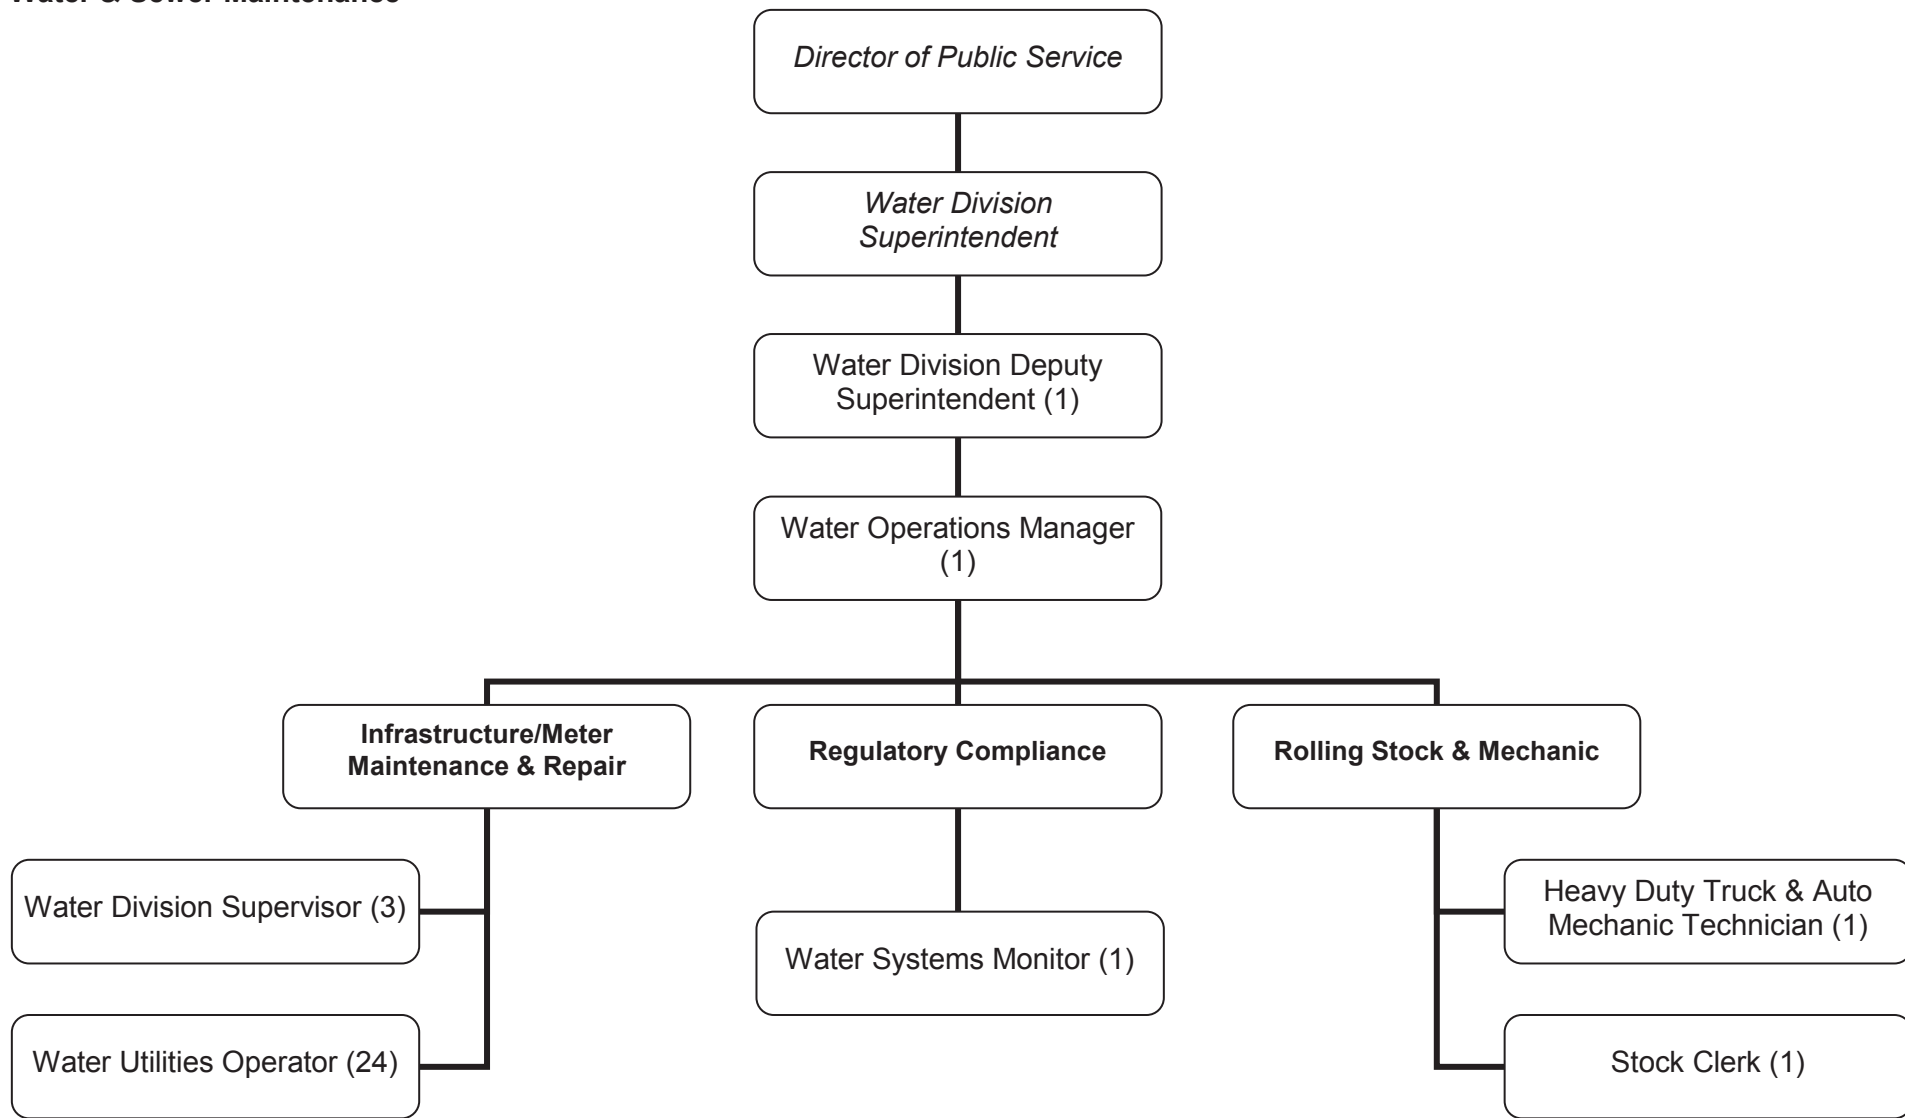 Water & Sewer Maintenance
Director of Public Service
Water Division
Superintendent
Water Division Deputy
Superintendent (1)
Water Operations Manager
(1)
Infrastructure/Meter
Maintenance & Repair
Regulatory Compliance
Rolling Stock & Mechanic
Water Division Supervisor (3)
Heavy Duty Truck & Auto
Mechanic Technician (1)
Water Systems Monitor (1)
Water Utilities Operator (24)
Stock Clerk (1)